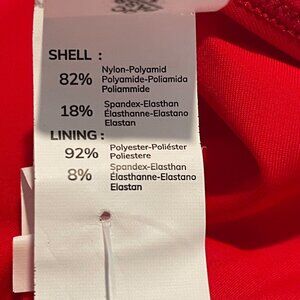 SHELL :
82% Nylon-Polyamid
Polyamide-Poliamida
Poliammide
18% Spandex-Elasthan
Élasthanne-Elastano
Elastan
LINING :
92% Polyester-Poliéster
Poliestere
8% Spandex-Elasthan
Élasthanne-Elastano
Elastan